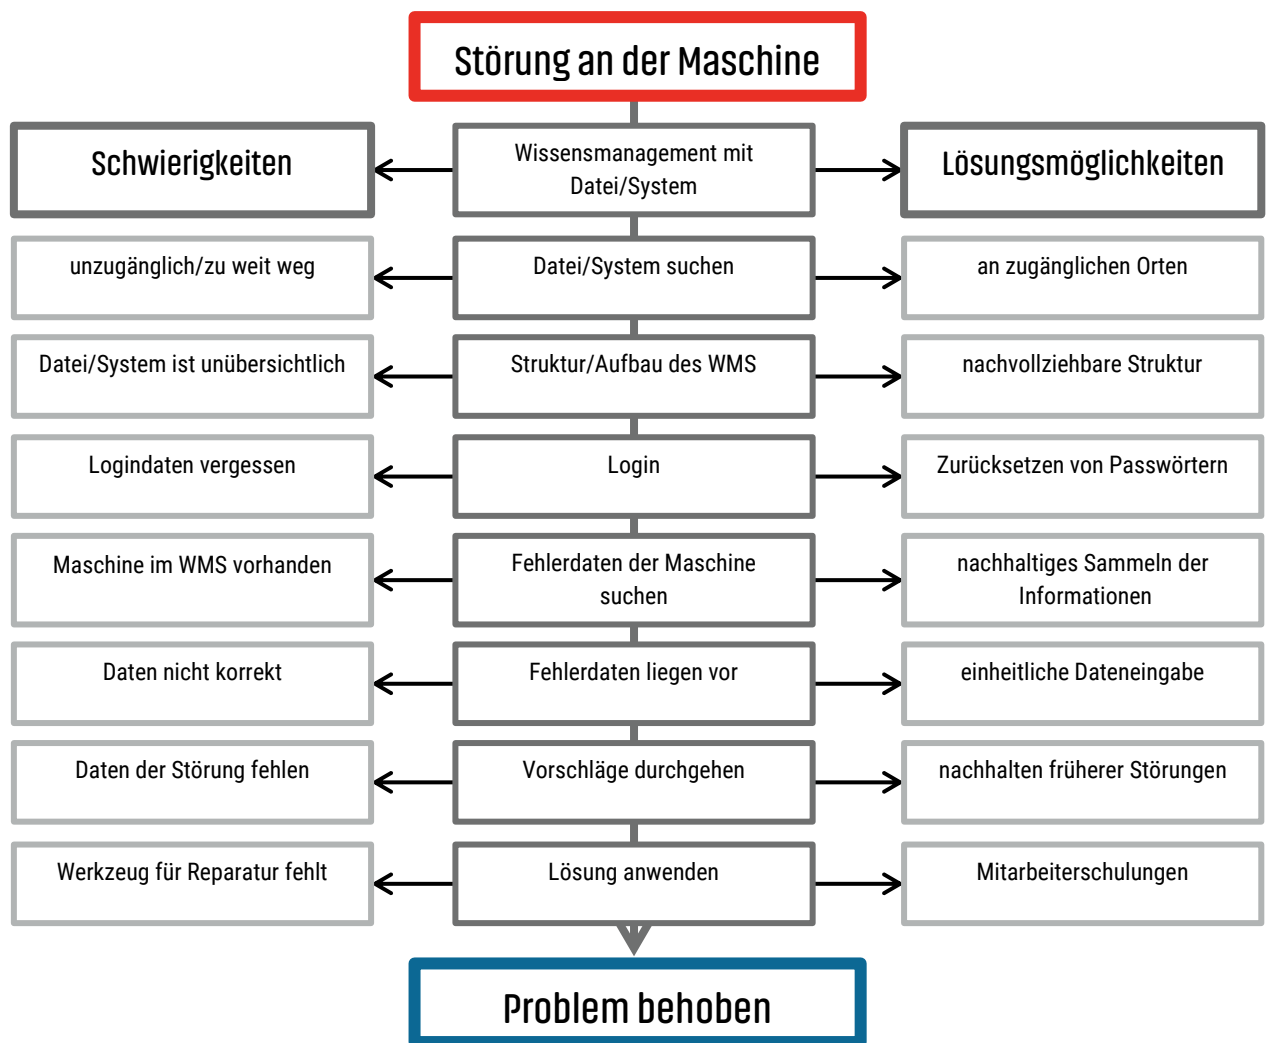 Störung an der Maschine
Schwierigkeiten
Wissensmanagement mit
Datei/System
Lösungsmöglichkeiten
unzugänglich/zu weit weg
Datei/System suchen
an zugänglichen Orten
Datei/System ist unübersichtlich
Struktur/Aufbau des WMS
nachvollziehbare Struktur
Logindaten vergessen
Login
Zurücksetzen von Passwörtern
Maschine im WMS vorhanden
Fehlerdaten der Maschine
suchen
nachhaltiges Sammeln der
Informationen
Daten nicht korrekt
Fehlerdaten liegen vor
einheitliche Dateneingabe
Daten der Störung fehlen
Vorschläge durchgehen
nachhalten früherer Störungen
Werkzeug für Reparatur fehlt
Lösung anwenden
Mitarbeiterschulungen
Problem behoben